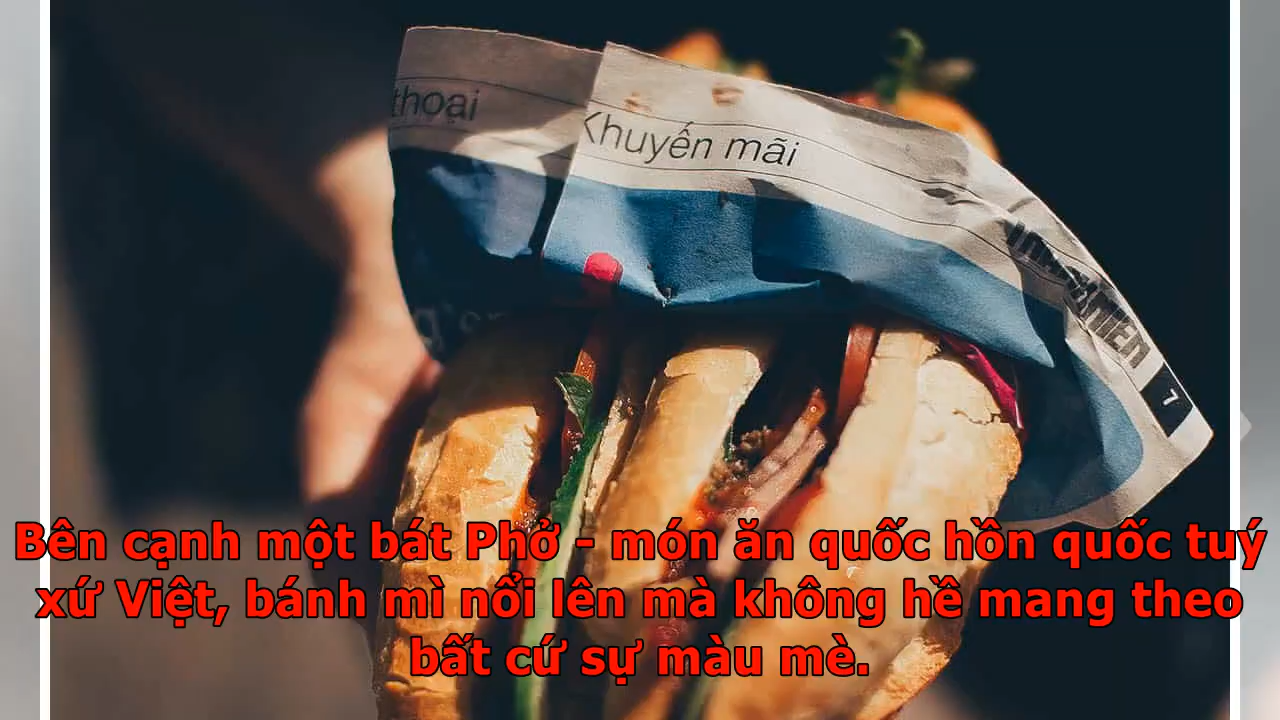 thoại
Khuyến mãi
7
Bên cạnh một bát Phở - món ăn quốc hồn quốc tuý
xứ Việt, bánh mì nổi lên mà không hề mang theo
bất cứ sự màu mè.